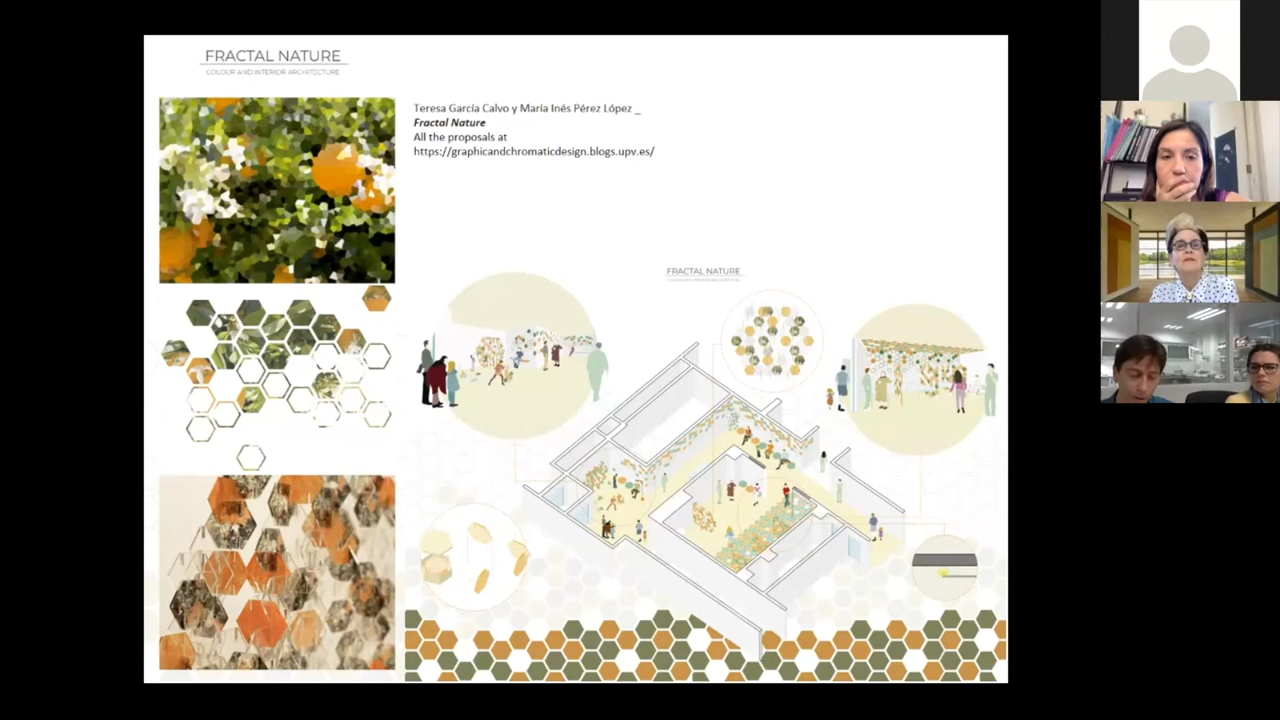 FRACTAL NATURE
COLOUR AND INTERIOR ARCHITECTURE
Teresa García Calvo y María Inés Pérez López _
Fractal Nature
All the proposals at
https://graphicandchromaticdesign.blogs.upv.es/
FRACTAL NATURE